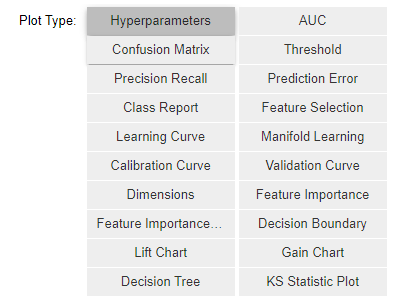 Plot Type: Hyperparameters AUC
Confusion Matrix Threshold
Precision Recall Prediction Error
Class Report Feature Selection
Learning Curve Manifold Learning
Calibration Curve Validation Curve
Dimensions Feature Importance
Feature Importance... Decision Boundary
Lift Chart Gain Chart
Decision Tree KS Statistic Plot